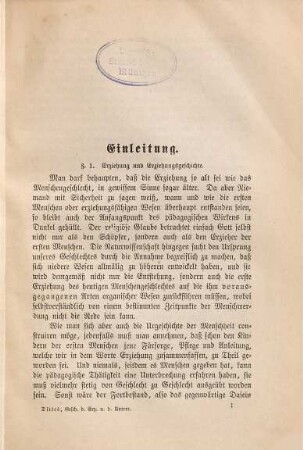 Einleitung.
§. 1. Erziehung und Erziehungsgeschichte.
Man darf behaupten, daß die Erziehung so alt sei wie das
Menschengeschlecht, in gewissem Sinne sogar älter. Da aber Nie-
mand mit Sicherheit zu sagen weiß, wann und wie die ersten
Menschen oder erziehungsfähigen Wesen überhaupt entstanden seien,
so bleibt auch der Anfangspunkt des pädagogischen Wirkens in
Dunkel gehüllt. Der religiöse Glaube betrachtet einfach Gott selbst
nicht nur als den Schöpfer, sondern auch als den Erzieher der
ersten Menschen. Die Naturwissenschaft hingegen sucht den Ursprung
unseres Geschlechtes durch die Annahme begreiflich zu machen, daß
sich niedere Wesen allmählich zu höheren entwickelt haben, und sie
wird demgemäß nicht nur die Entstehung, sondern auch die erste
Erziehung des heutigen Menschengeschlechtes auf die ihm voraus-
gegangenen Arten organischer Wesen zurückführen müssen, wobei
selbstverständlich von einem bestimmten Zeitpunkte der Menschwer-
dung nicht die Rede sein kann.
Wie man sich aber auch die Urgeschichte der Menschheit con-
struiren möge, jedenfalls muß man annehmen, daß schon den Kin-
dern der ersten Menschen jene Fürsorge, Pflege und Anleitung,
welche wir in dem Worte Erziehung zusammenfassen, zu Theil ge-
worden sei. Und niemals, seitdem es Menschen gegeben hat, kann
die pädagogische Thätigkeit eine Unterbrechung erfahren haben, sie
muß vielmehr stetig von Geschlecht zu Geschlecht ausgeübt worden
sein. Sonst wäre der Fortbestand, also das gegenwärtige Dasein
Dittes, Gesch. d. Erz. u. d. Unterr. 1